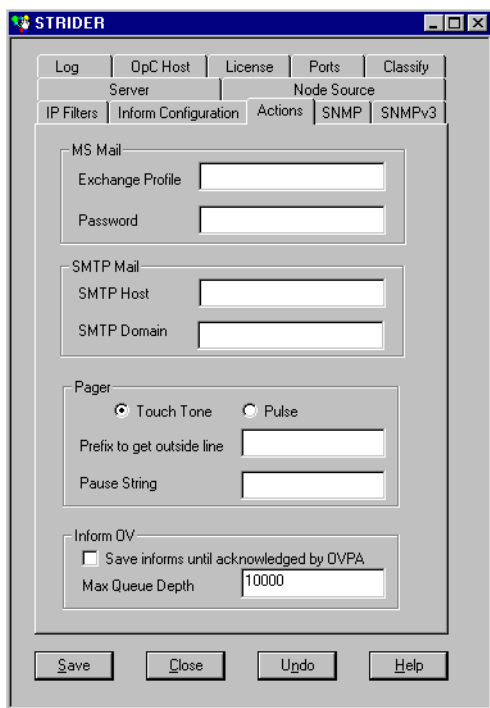 STRIDER
Log OpC Host License Ports Classify
Server Node Source
IP Filters Inform Configuration Actions SNMP SNMPv3
MS Mail
Exchange Profile
Password
SMTP Mail
SMTP Host
SMTP Domain
Pager
Touch Tone Pulse
Prefix to get outside line
Pause String
Inform OV
Save informs until acknowledged by OVPA
Max Queue Depth 10000
Save Close Undo Help